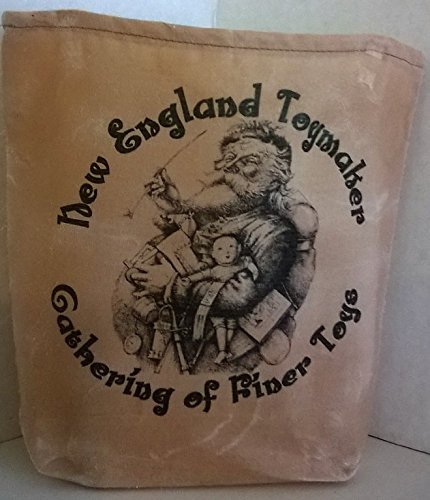 New England Toymaker
Gathering of Finer Toys